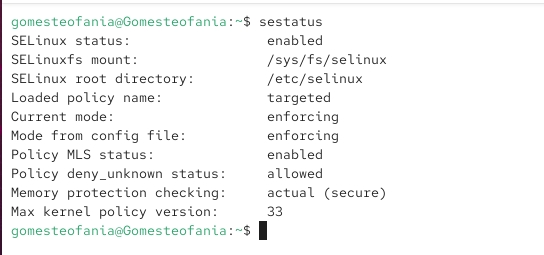 gomesteofania@Gomesteofania:~$ sestatus
SELinux status: enabled
SELinuxfs mount: /sys/fs/selinux
SELinux root directory: /etc/selinux
Loaded policy name: targeted
Current mode: enforcing
Mode from config file: enforcing
Policy MLS status: enabled
Policy deny_unknown status: allowed
Memory protection checking: actual (secure)
Max kernel policy version: 33
gomesteofania@Gomesteofania:~$